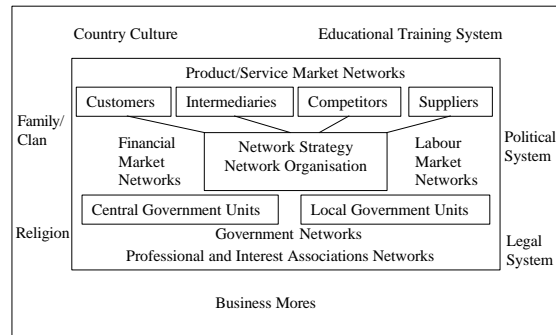 Country Culture
Educational Training System
Product/Service Market Networks
Customers
Intermediaries
Competitors
Suppliers
Family/
Clan
Financial
Market
Networks
Network Strategy
Network Organisation
Labour
Market
Networks
Political
System
Central Government Units
Local Government Units
Religion
Government Networks
Professional and Interest Associations Networks
Legal
System
Business Mores